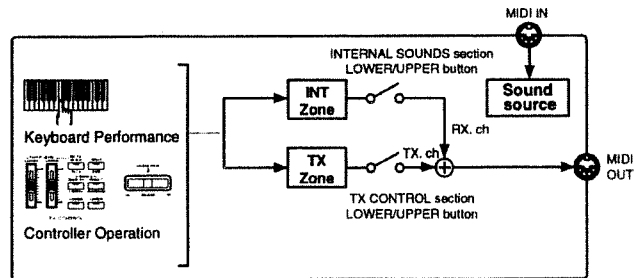 MIDI IN
INTERNAL SOUNDS section
LOWER/UPPER button
INT
Zone
Sound
source
Keyboard Performance
RX. ch
TX. ch
TX
Zone
MIDI
OUT
TX CONTROL section
LOWER/UPPER button
Controller Operation